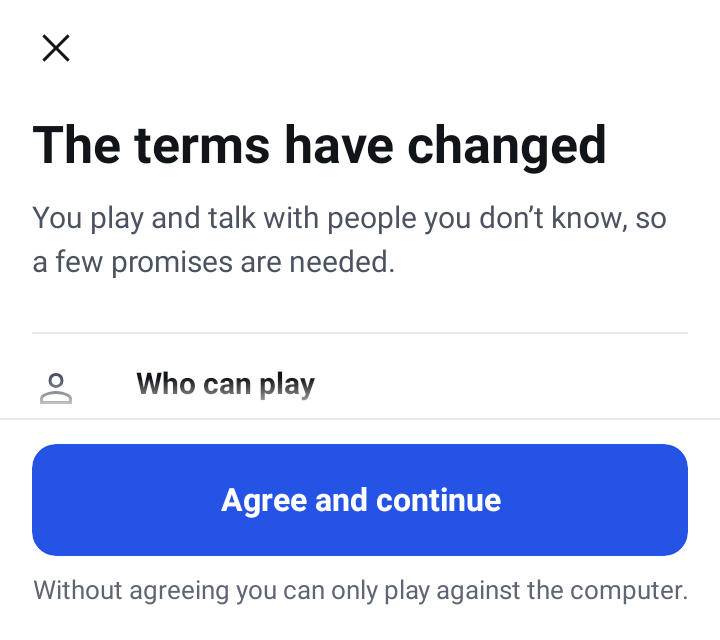 The terms have changed
You play and talk with people you don’t know, so
a few promises are needed.
Who can play
Agree and continue
Without agreeing you can only play against the computer.